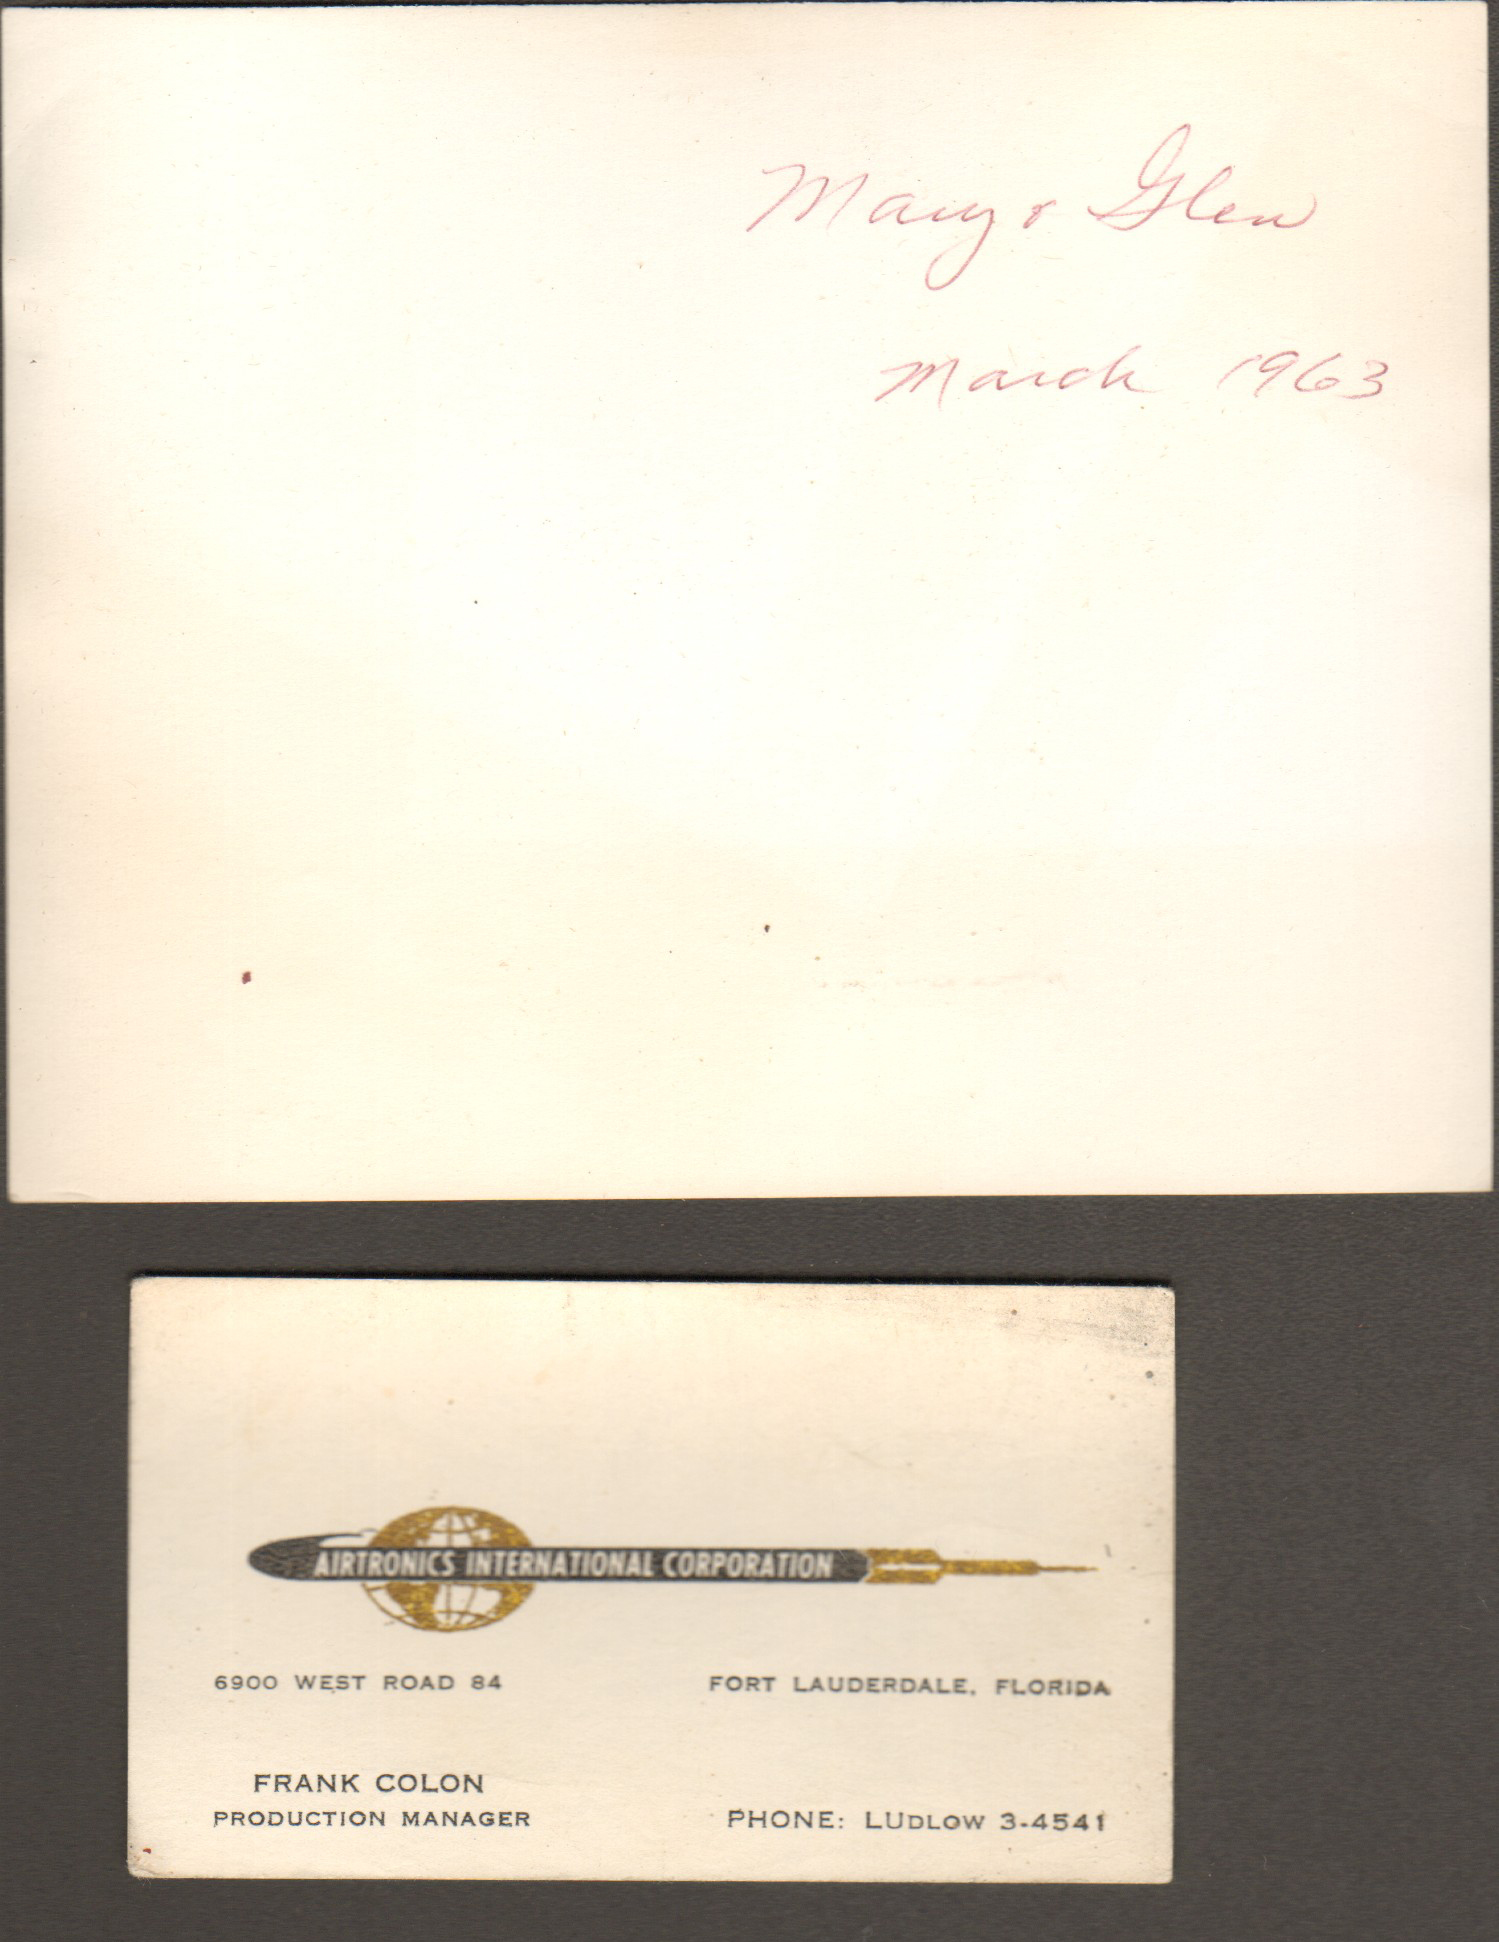 Mary & Glen
March 1963
AIRTRONICS INTERNATIONAL CORPORATION
6900 WEST ROAD 84 FORT LAUDERDALE, FLORIDA
FRANK COLON
PRODUCTION MANAGER PHONE: LUDLOW 3-4541